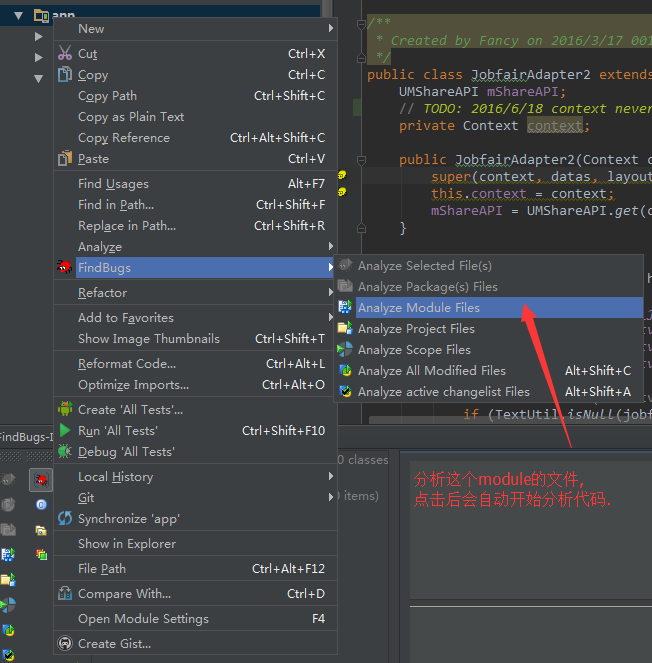 app
New
Cut Ctrl+X
Copy Ctrl+C
Copy Path Ctrl+Shift+C
Copy as Plain Text
Copy Reference Ctrl+Alt+Shift+C
Paste Ctrl+V
Find Usages Alt+F7
Find in Path... Ctrl+Shift+F
Replace in Path... Ctrl+Shift+R
Analyze
FindBugs
Refactor
Add to Favorites
Show Image Thumbnails Ctrl+Shift+T
Reformat Code... Ctrl+Alt+L
Optimize Imports... Ctrl+Alt+O
Create 'All Tests'...
Run 'All Tests' Ctrl+Shift+F10
Debug 'All Tests'
Local History
Git
Synchronize 'app'
Show in Explorer
File Path Ctrl+Alt+F12
Compare With... Ctrl+D
Open Module Settings F4
Create Gist...
Analyze Selected File(s)
Analyze Package(s) Files
Analyze Module Files
Analyze Project Files
Analyze Scope Files
Analyze All Modified Files Alt+Shift+C
Analyze active changelist Files Alt+Shift+A
/**
* Created by Fancy on 2016/3/17 001
*/
public class JobfairAdapter2 extends
UMShareAPI mShareAPI;
// TODO: 2016/6/18 context never
private Context context;
public JobfairAdapter2(Context c
super(context, datas, layout
this.context = context;
mShareAPI = UMShareAPI.get(c
}
if (TextUtil.isNull(jobf
FindBugs-I
0 classes
0 items)
分析这个module的文件,
点击后会自动开始分析代码.